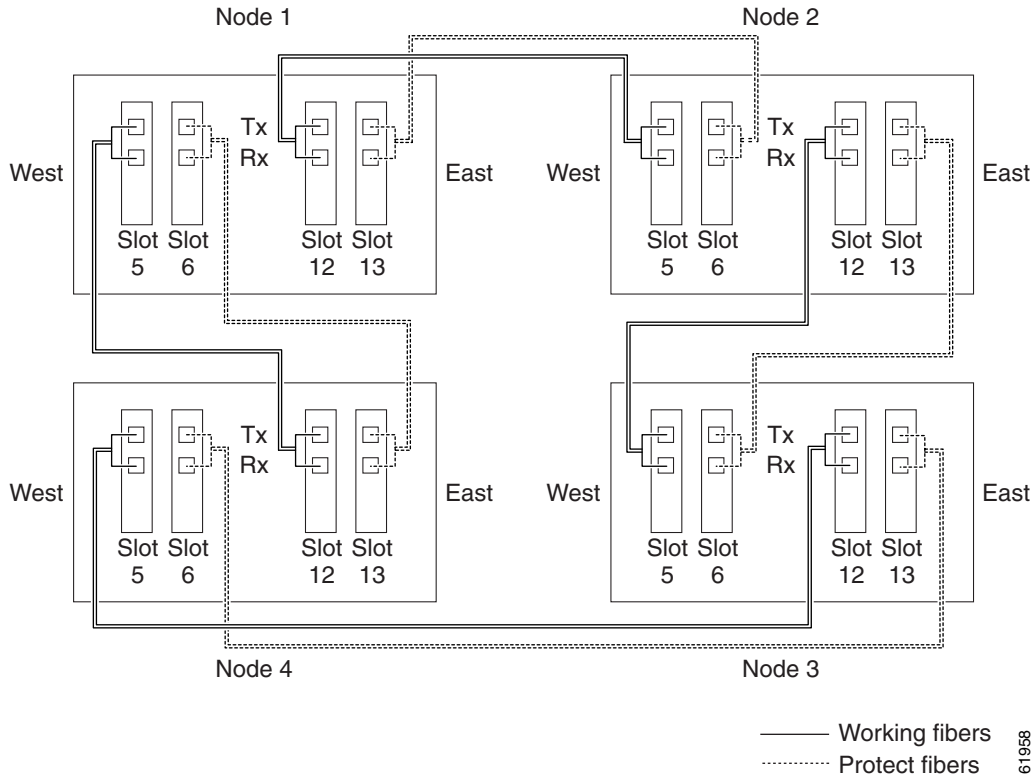 Node 1
Node 2
Tx
Rx
Tx
Rx
West
East
West
East
Slot 5
Slot 6
Slot 12
Slot 13
Slot 5
Slot 6
Slot 12
Slot 13
Tx
Rx
Tx
Rx
West
East
West
East
Slot 5
Slot 6
Slot 12
Slot 13
Slot 5
Slot 6
Slot 12
Slot 13
Node 4
Node 3
Working fibers
Protect fibers
61958